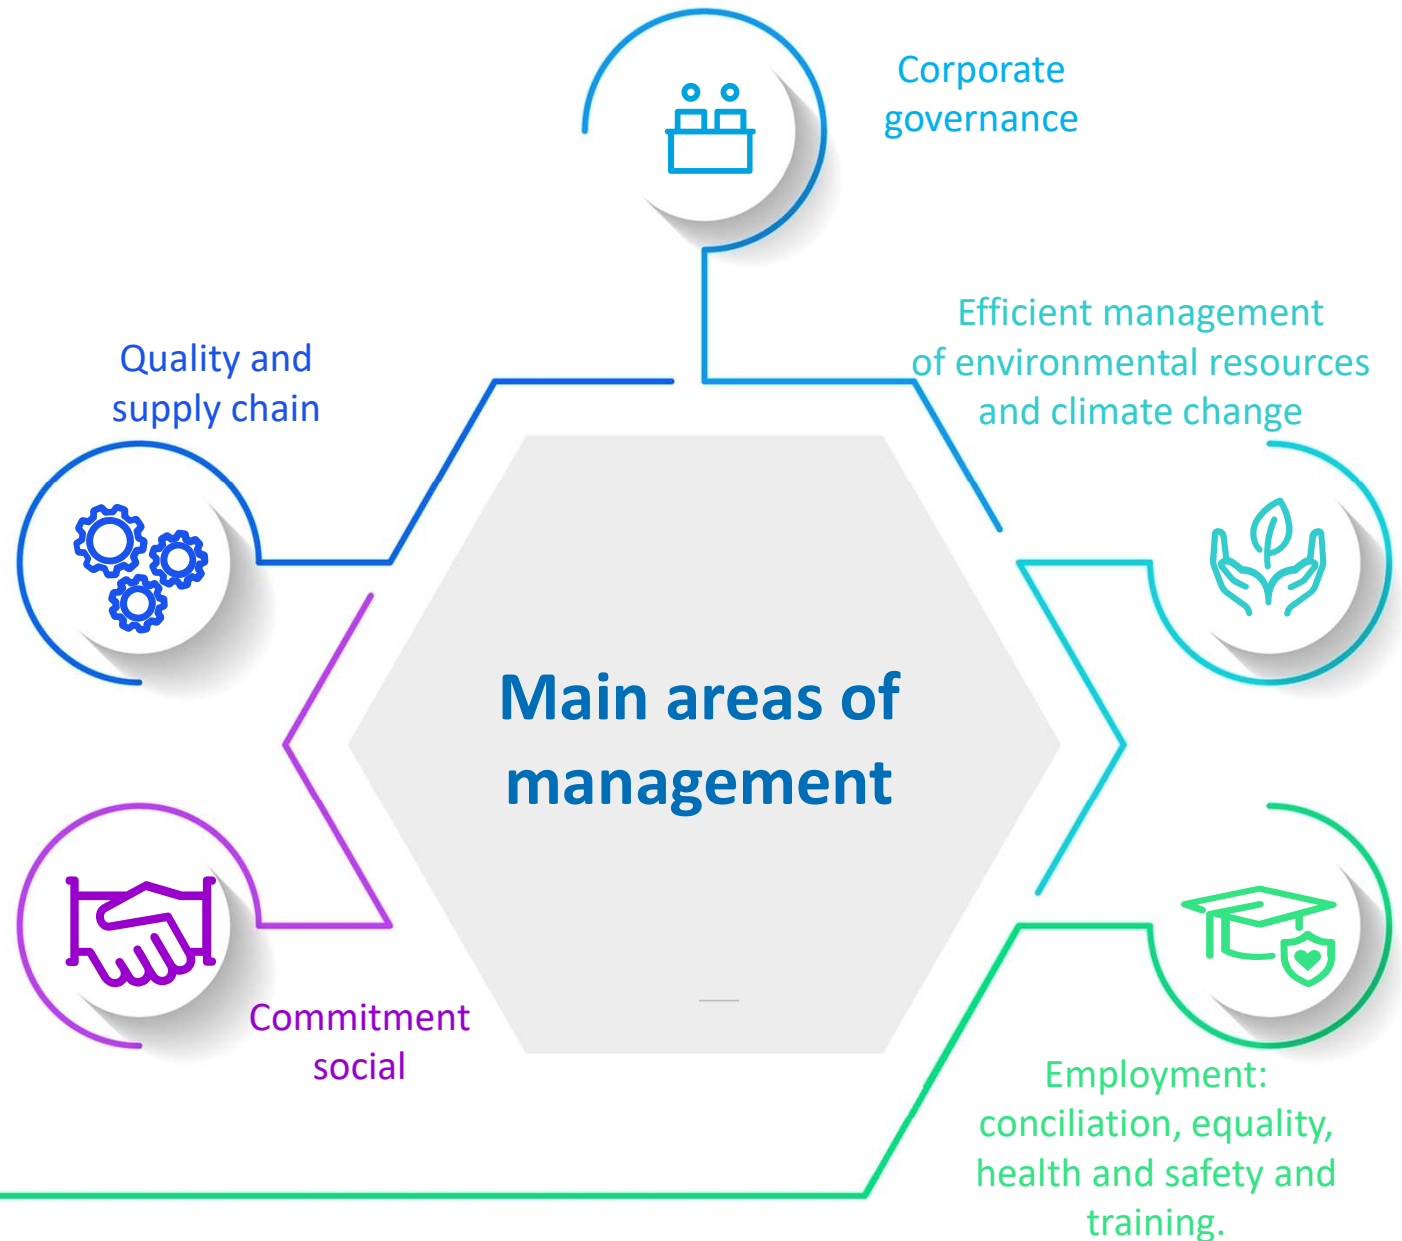 Corporate
governance
Efficient management
of environmental resources
and climate change
Quality and
supply chain
Main areas of
management
Commitment
social
Employment:
conciliation, equality,
health and safety and
training.